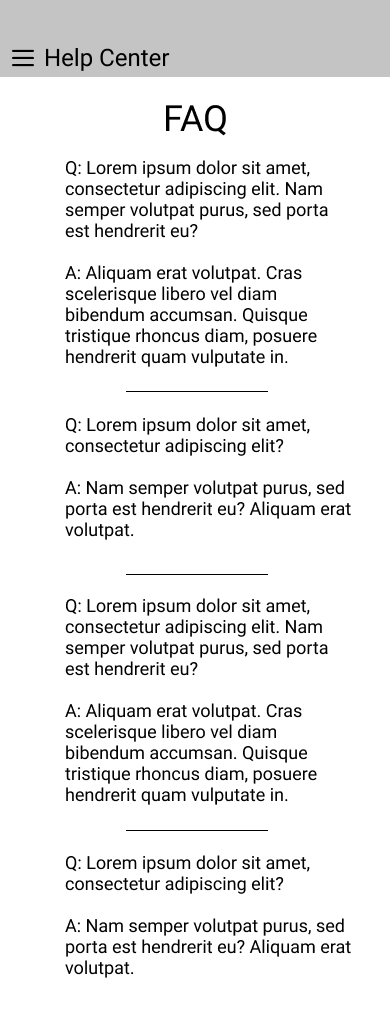 Help Center
FAQ
Q: Lorem ipsum dolor sit amet,
consectetur adipiscing elit. Nam
semper volutpat purus, sed porta
est hendrerit eu?
A: Aliquam erat volutpat. Cras
scelerisque libero vel diam
bibendum accumsan. Quisque
tristique rhoncus diam, posuere
hendrerit quam vulputate in.
Q: Lorem ipsum dolor sit amet,
consectetur adipiscing elit?
A: Nam semper volutpat purus, sed
porta est hendrerit eu? Aliquam erat
volutpat.
Q: Lorem ipsum dolor sit amet,
consectetur adipiscing elit. Nam
semper volutpat purus, sed porta
est hendrerit eu?
A: Aliquam erat volutpat. Cras
scelerisque libero vel diam
bibendum accumsan. Quisque
tristique rhoncus diam, posuere
hendrerit quam vulputate in.
Q: Lorem ipsum dolor sit amet,
consectetur adipiscing elit?
A: Nam semper volutpat purus, sed
porta est hendrerit eu? Aliquam erat
volutpat.